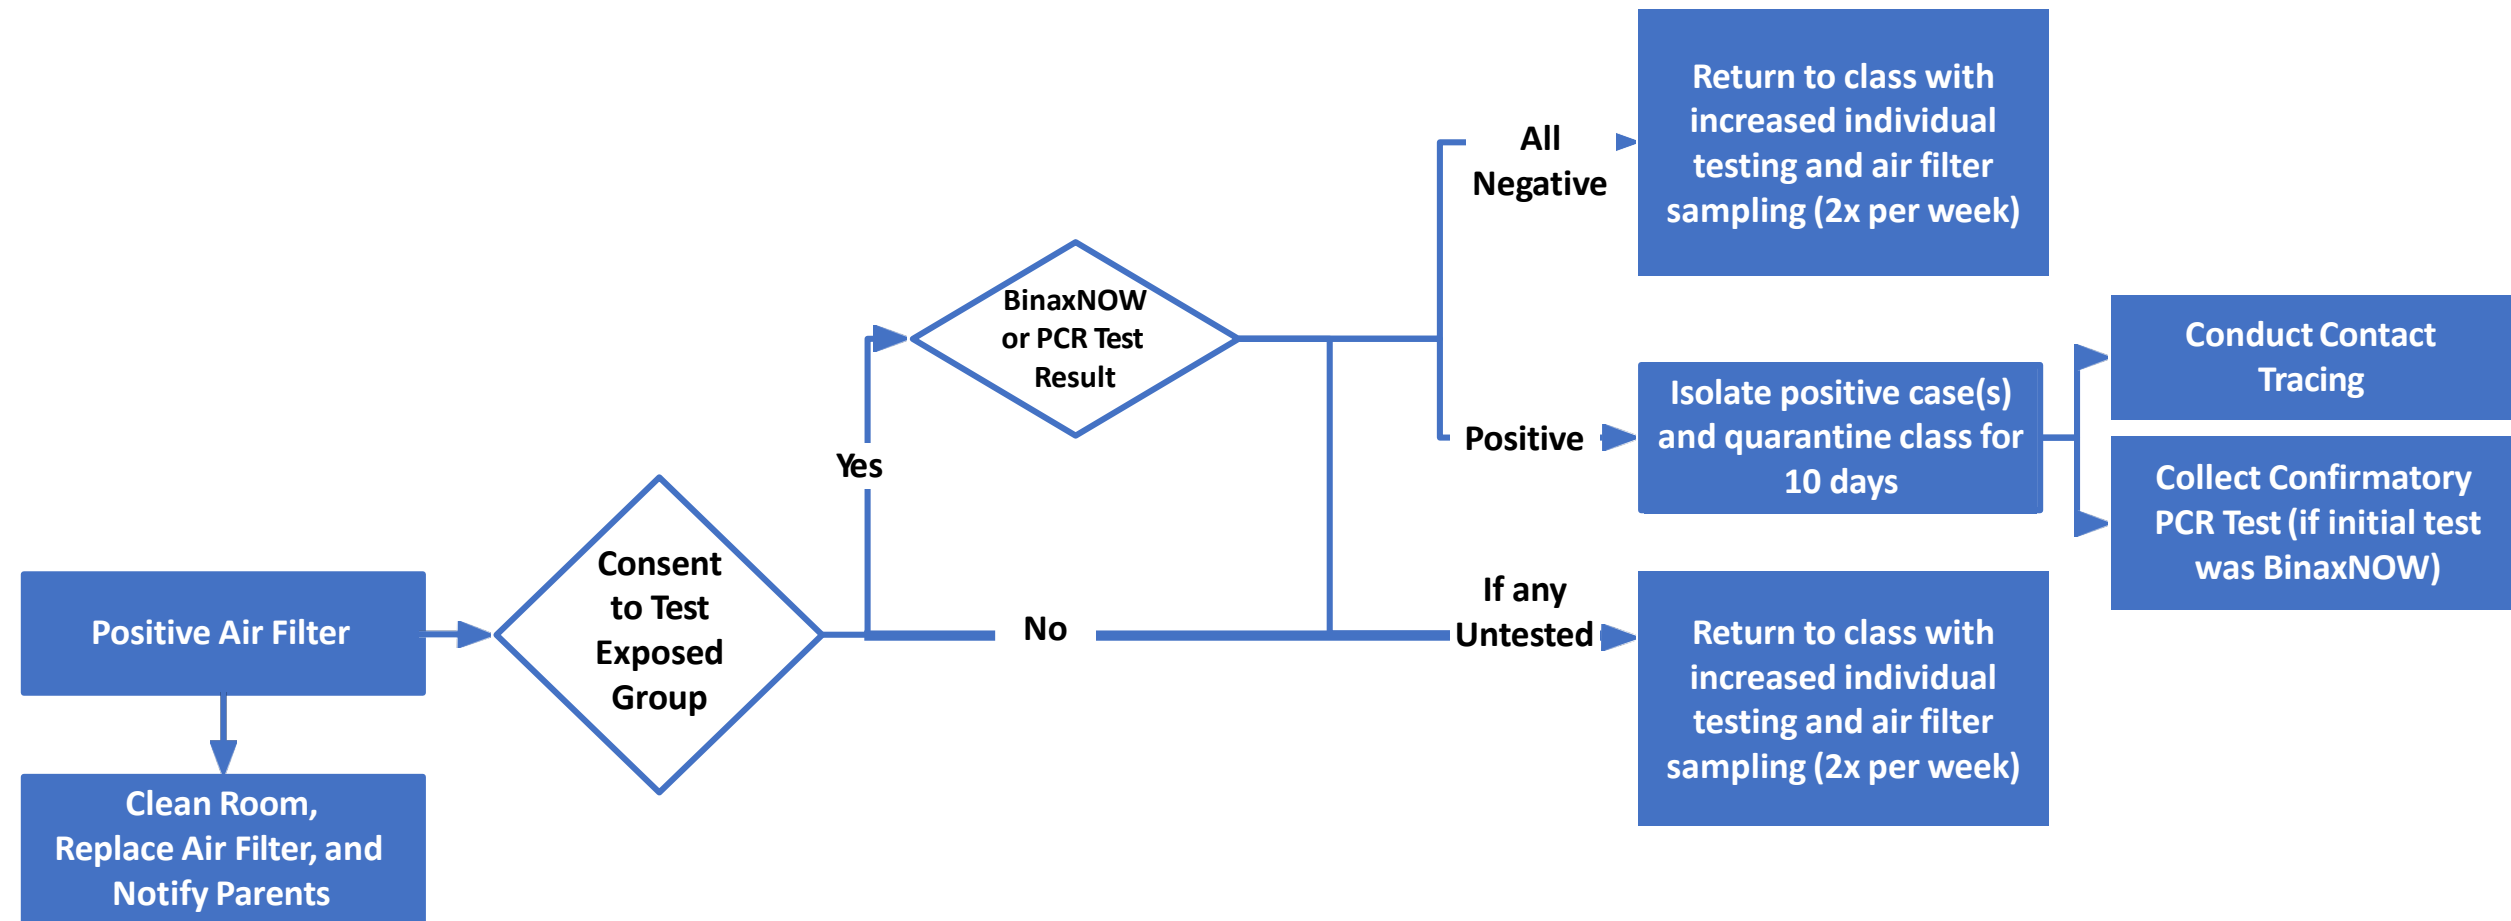 Positive Air Filter
Clean Room,
Replace Air Filter, and
Notify Parents
Consent
to Test
Exposed
Group
Yes
No
BinaxNOW
or PCR Test
Result
All
Negative
Return to class with
increased individual
testing and air filter
sampling (2x per week)
Positive
Isolate positive case(s)
and quarantine class for
10 days
Conduct Contact
Tracing
Collect Confirmatory
PCR Test (if initial test
was BinaxNOW)
If any
Untested
Return to class with
increased individual
testing and air filter
sampling (2x per week)